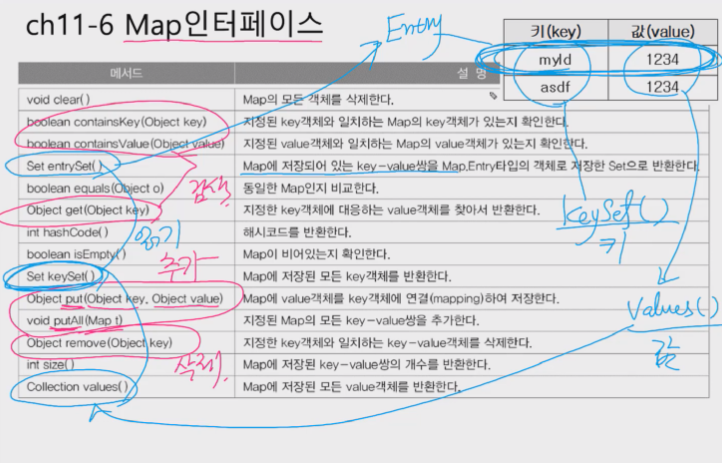 ch11-6 Map인터페이스
Entry
키(key) 값(value)
myId 1234
asdf 1234
메서드 설 명
void clear() Map의 모든 객체를 삭제한다.
boolean containsKey(Object key) 지정된 key객체와 일치하는 Map의 key객체가 있는지 확인한다.
boolean containsValue(Object value) 지정된 value객체와 일치하는 Map의 value객체가 있는지 확인한다.
Set entrySet() Map에 저장되어 있는 key-value쌍을 Map.Entry타입의 객체로 저장한 Set으로 반환한다.
boolean equals(Object o) 동일한 Map인지 비교한다.
검색
Object get(Object key) 지정한 key객체에 대응하는 value객체를 찾아서 반환한다.
keySet()
int hashCode() 해시코드를 반환한다.
읽기
키
boolean isEmpty() Map이 비어있는지 확인한다.
추가
Set keySet() Map에 저장된 모든 key객체를 반환한다.
Object put(Object key, Object value) Map에 value객체를 key객체에 연결(mapping)하여 저장한다.
values()
void putAll(Map t) 지정된 Map의 모든 key-value쌍을 추가한다.
Object remove(Object key) 지정한 key객체와 일치하는 key-value객체를 삭제한다.
값
int size() Map에 저장된 key-value쌍의 개수를 반환한다.
삭제
Collection values() Map에 저장된 모든 value객체를 반환한다.